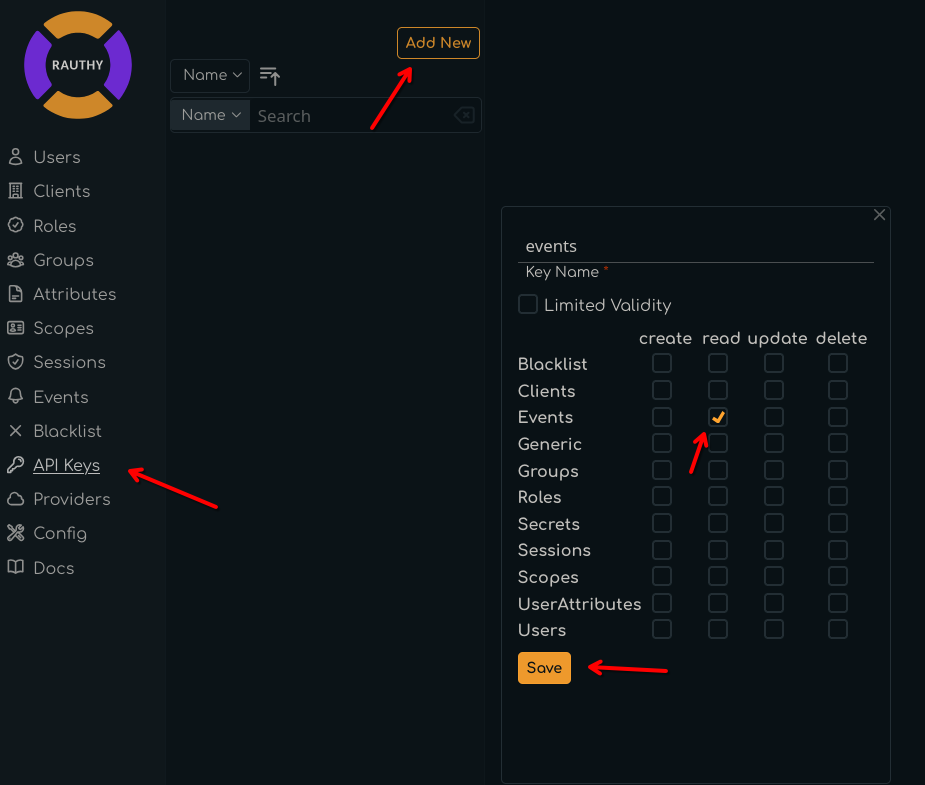 RAUTHY
Users
Clients
Roles
Groups
Attributes
Scopes
Sessions
Events
Blacklist
API Keys
Providers
Config
Docs
Add New
Name
Name Search
events
Key Name *
Limited Validity
create read update delete
Blacklist
Clients
Events
Generic
Groups
Roles
Secrets
Sessions
Scopes
UserAttributes
Users
Save